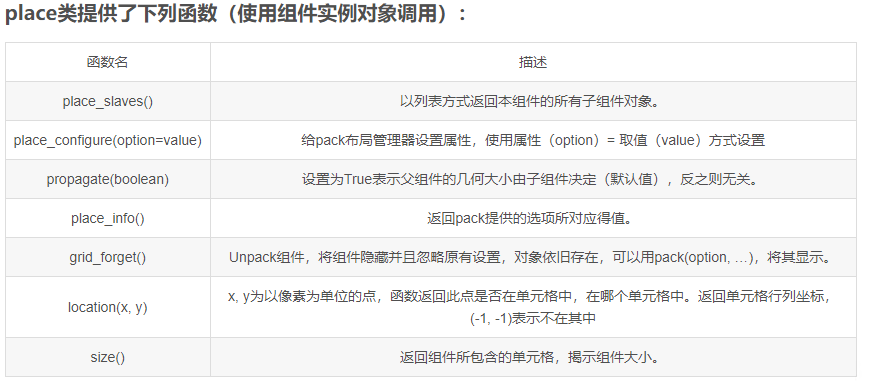 place类提供了下列函数（使用组件实例对象调用）：
函数名 描述
place_slaves() 以列表方式返回本组件的所有子组件对象。
place_configure(option=value) 给pack布局管理器设置属性，使用属性（option）= 取值（value）方式设置
propagate(boolean) 设置为True表示父组件的几何大小由子组件决定（默认值），反之则无关。
place_info() 返回pack提供的选项所对应得值。
grid_forget() Unpack组件，将组件隐藏并且忽略原有设置，对象依旧存在，可以用pack(option, …)，将其显示。
location(x, y) x, y为以像素为单位的点，函数返回此点是否在单元格中，在哪个单元格中。返回单元格行列坐标，
(-1, -1)表示不在其中
size() 返回组件所包含的单元格，揭示组件大小。